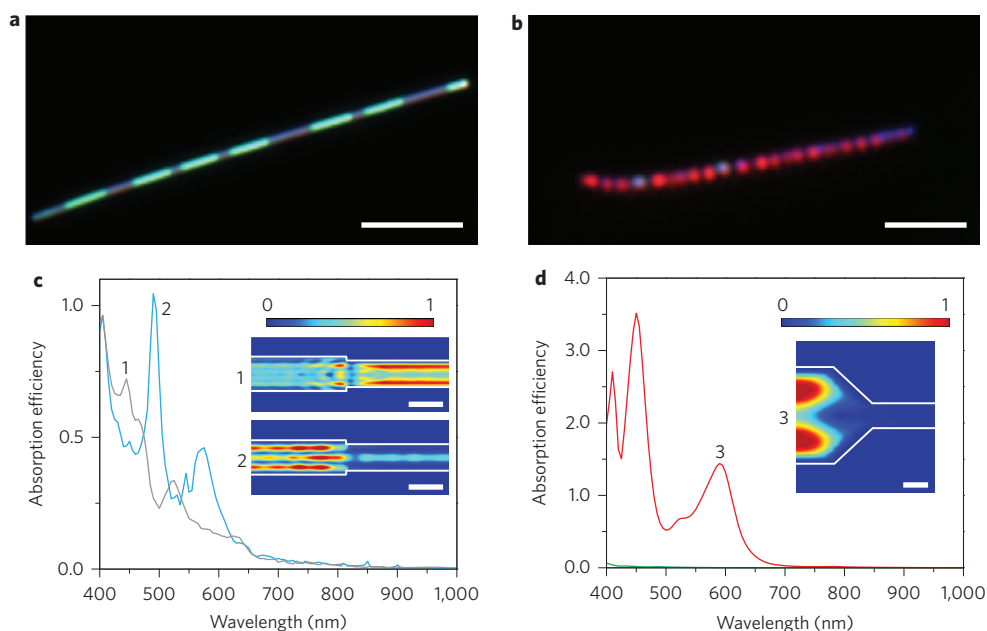 a
b
c
1.0
0.5
0.0
Absorption efficiency
400 500 600 700 800 900 1,000
Wavelength (nm)
1
2
0 1
1
2
d
4.0
3.0
2.0
1.0
0.0
Absorption efficiency
400 500 600 700 800 900 1,000
Wavelength (nm)
3
0 1
3